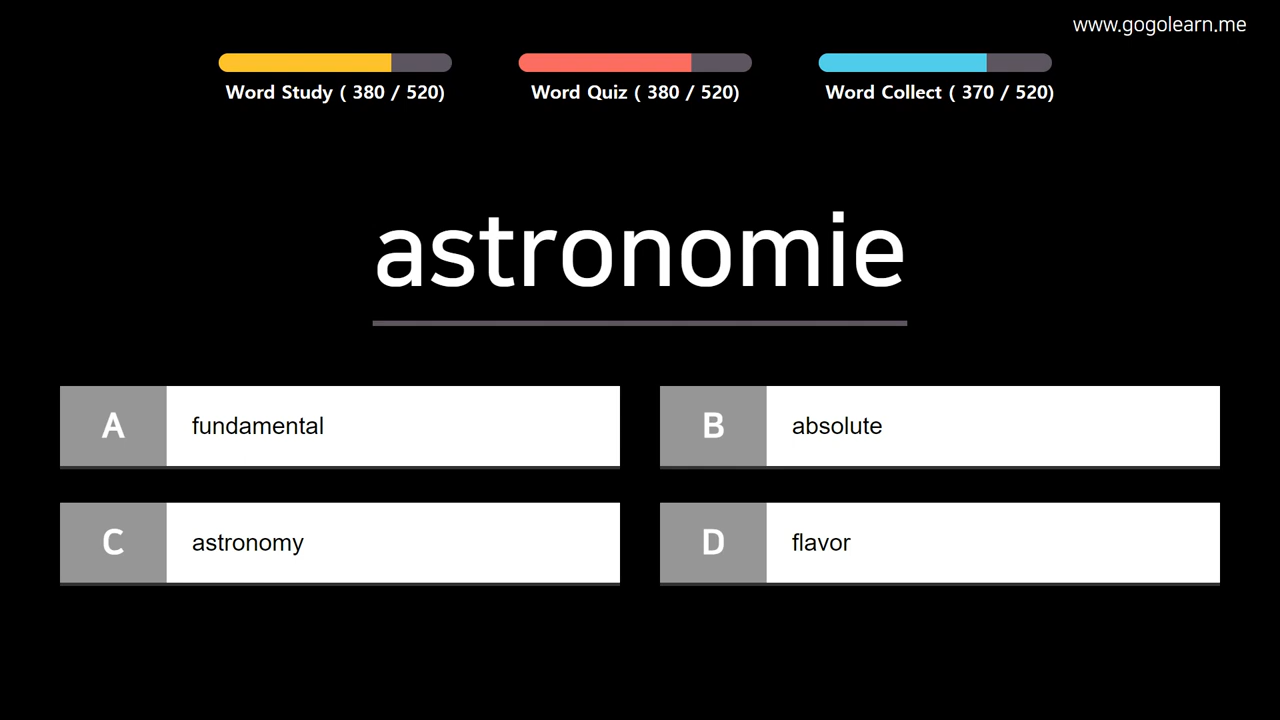 www.gogolearn.me
Word Study ( 380 / 520)
Word Quiz ( 380 / 520)
Word Collect ( 370 / 520)
astronomie
A
fundamental
B
absolute
C
astronomy
D
flavor